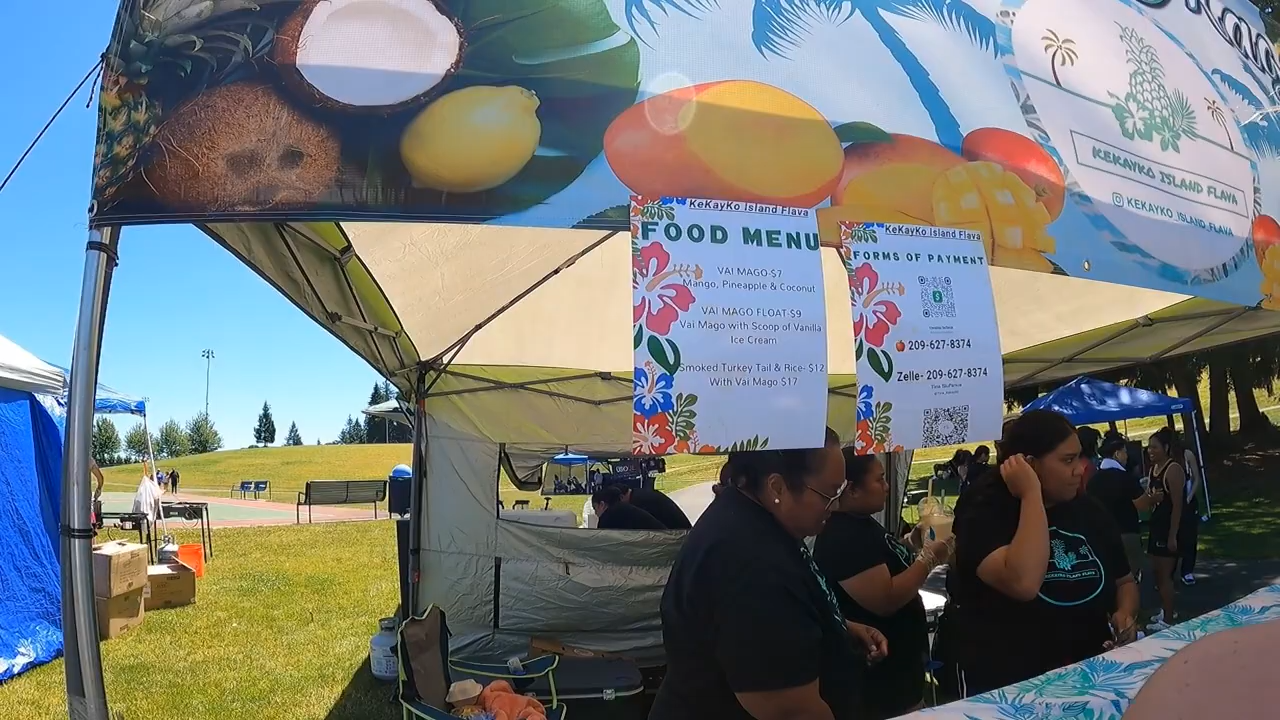 KEKAYKO ISLAND FLAVA
KEKAYKO_ISLAND_FLAVA
KeKayKo Island Flava
FOOD MENU
VAI MAGO-$7
Mango, Pineapple & Coconut
VAI MAGO FLOAT $9
Vai Mago with Scoop of Vanilla
Ice Cream
Smoked Turkey Tail & Rice- $12
With Vai Mago $17
KeKayKo Island Flava
FORMS OF PAYMENT
209-627-8374
Zelle- 209-627-8374
KEKAYKO ISLAND FLAVA